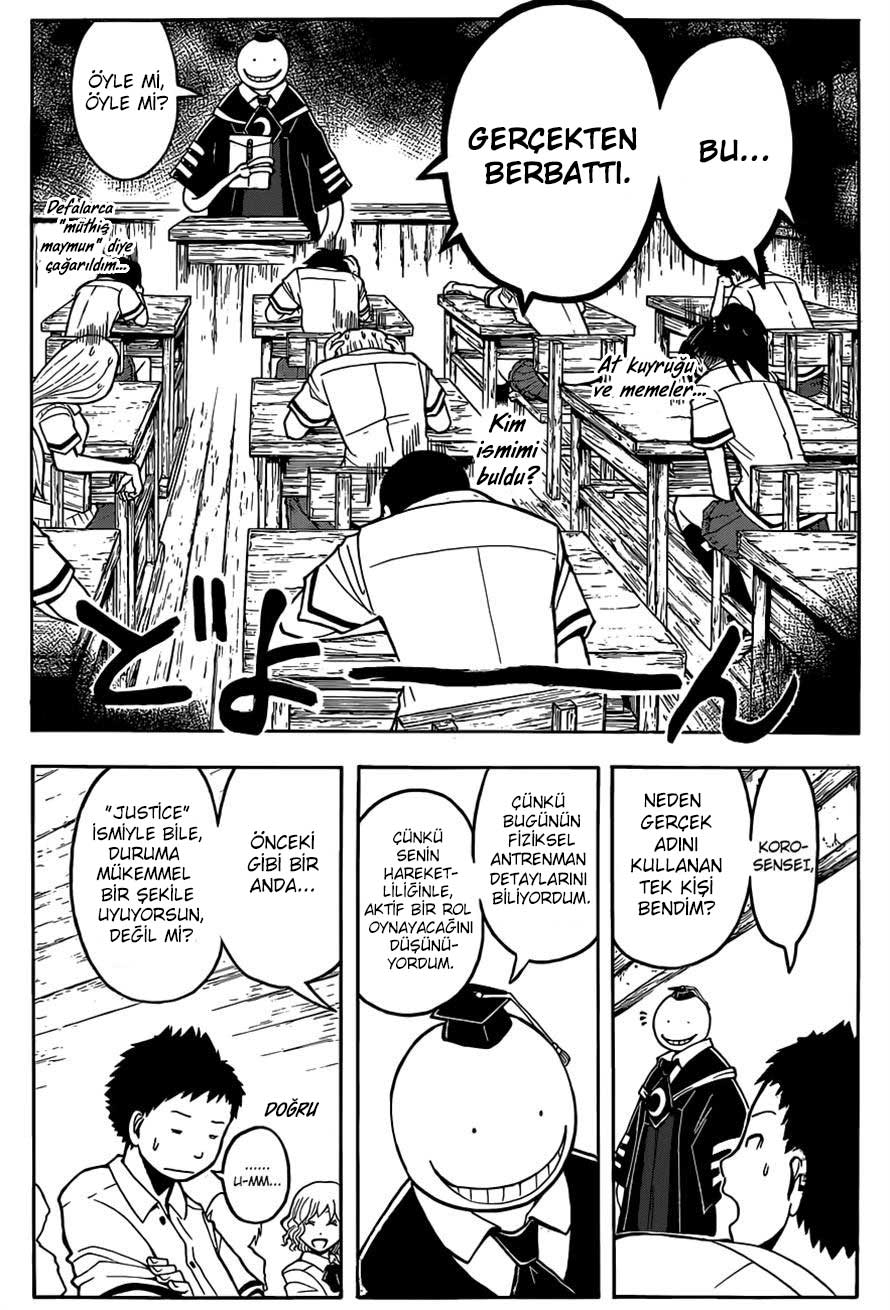 BU...
GERÇEKTEN
BERBATTI.
ÖYLE Mİ,
ÖYLE Mİ?
Defalarca
"müthiş
maymun" diye
çağarıldım...
At kuyruğu
ve memeler...
Kim
ismimi
buldu?
どよーん
KORO-
SENSEI,
NEDEN
GERÇEK
ADINI
KULLANAN
TEK KİŞİ
BENDİM?
ÇÜNKÜ
BUGÜNÜN
FİZİKSEL
ANTRENMAN
DETAYLARINI
BİLİYORDUM.
ÇÜNKÜ
SENİN
HAREKET-
LİLİĞİNLE,
AKTİF BİR ROL
OYNAYACAĞINI
DÜŞÜNÜ-
YORDUM.
ÖNCEKİ
GİBİ BİR
ANDA...
"JUSTICE"
İSMİYLE BİLE,
DURUMA
MÜKEMMEL
BİR ŞEKİLE
UYUYORSUN,
DEĞİL Mİ?
DOĞRU
......
U-MM...